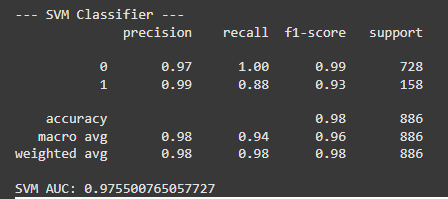 --- SVM Classifier ---
precision recall f1-score support
0 0.97 1.00 0.99 728
1 0.99 0.88 0.93 158
accuracy 0.98 886
macro avg 0.98 0.94 0.96 886
weighted avg 0.98 0.98 0.98 886
SVM AUC: 0.975500765057727